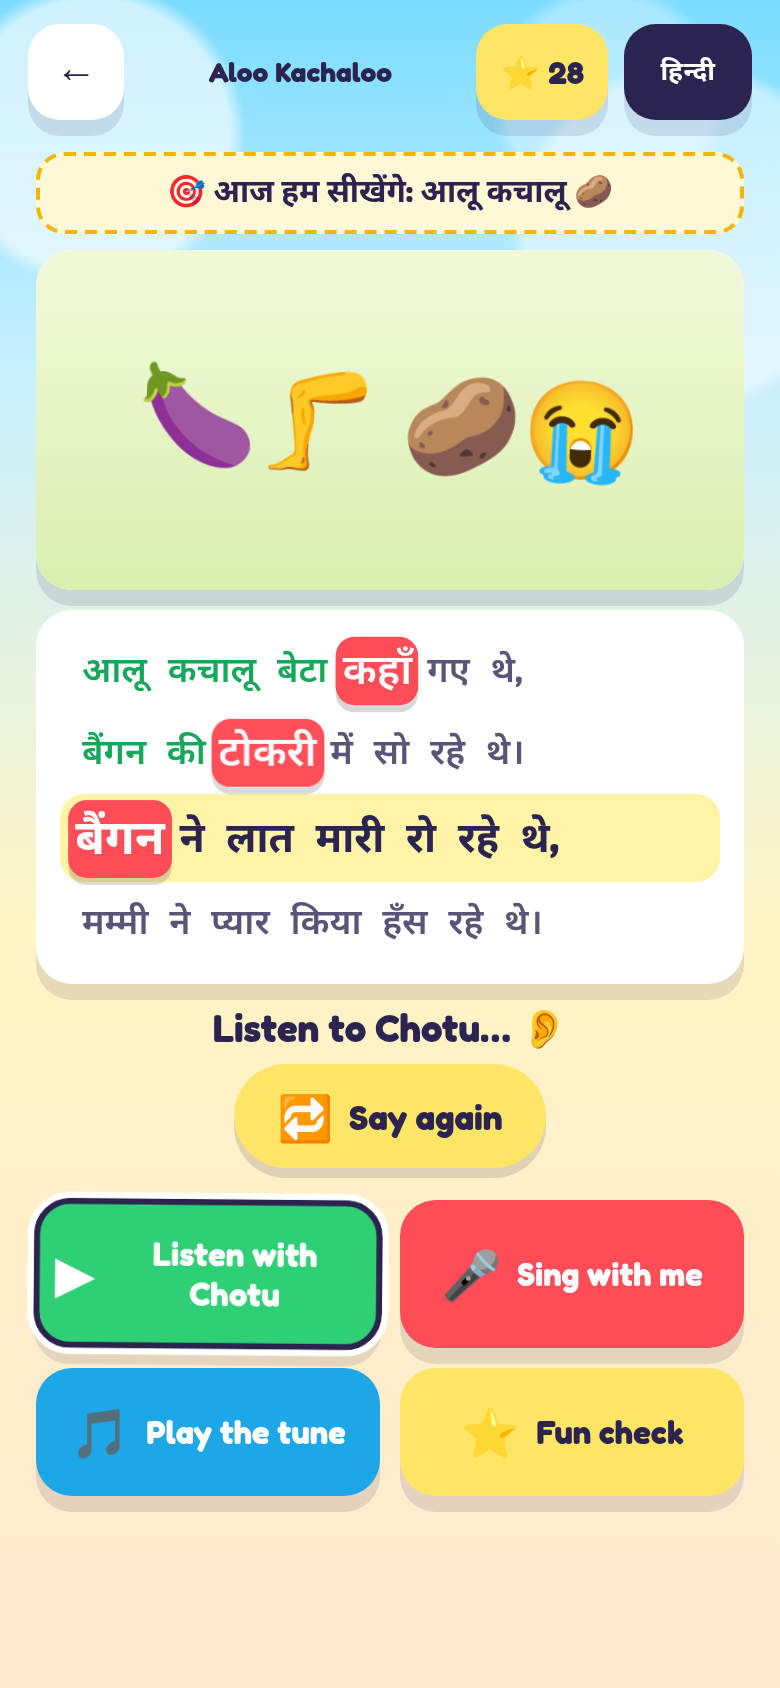 ← Aloo Kachaloo ⭐ 28 हिन्दी
🎯 आज हम सीखेंगे: आलू कचालू 🥔
आलू कचालू बेटा कहाँ गए थे,
बैंगन की टोकरी में सो रहे थे।
बैंगन ने लात मारी रो रहे थे,
मम्मी ने प्यार किया हँस रहे थे।
Listen to Chotu... 👂
🔁 Say again
▶ Listen with
Chotu
🎤 Sing with me
🎵 Play the tune
⭐ Fun check